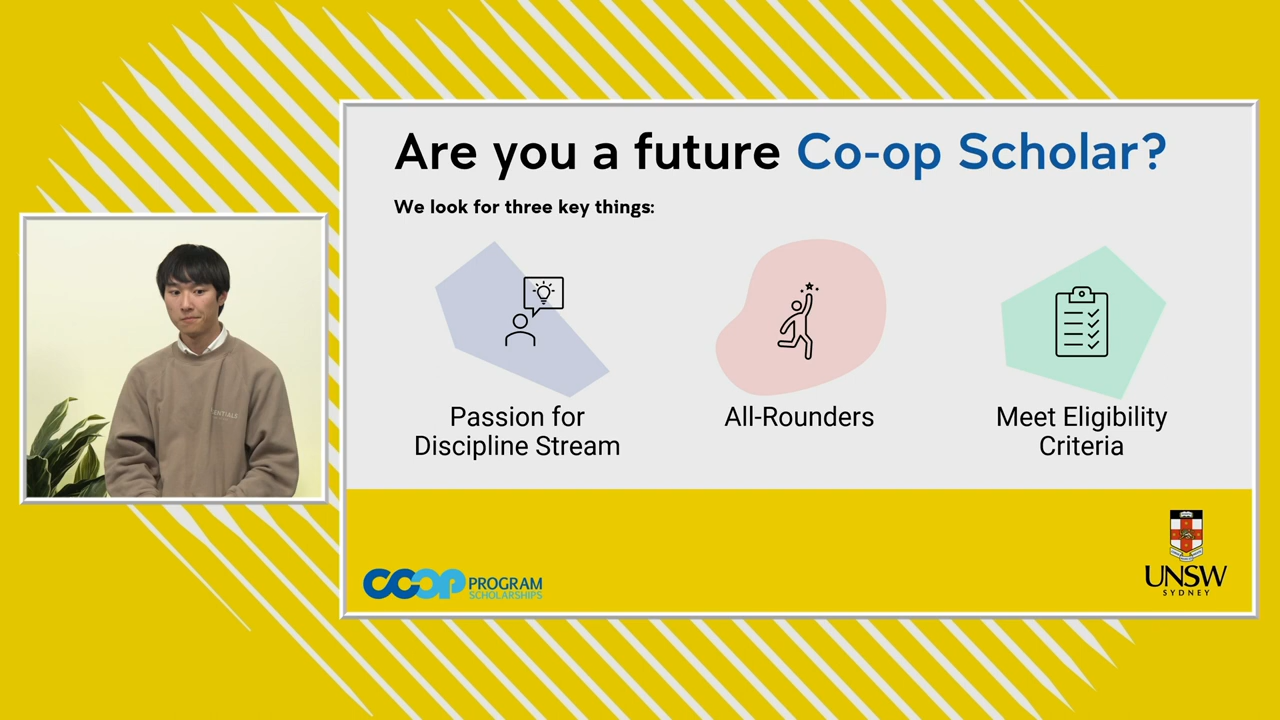 Are you a future Co-op Scholar?
We look for three key things:
Passion for
Discipline Stream
All-Rounders
Meet Eligibility
Criteria
COOP PROGRAM
SCHOLARSHIPS
UNSW
SYDNEY